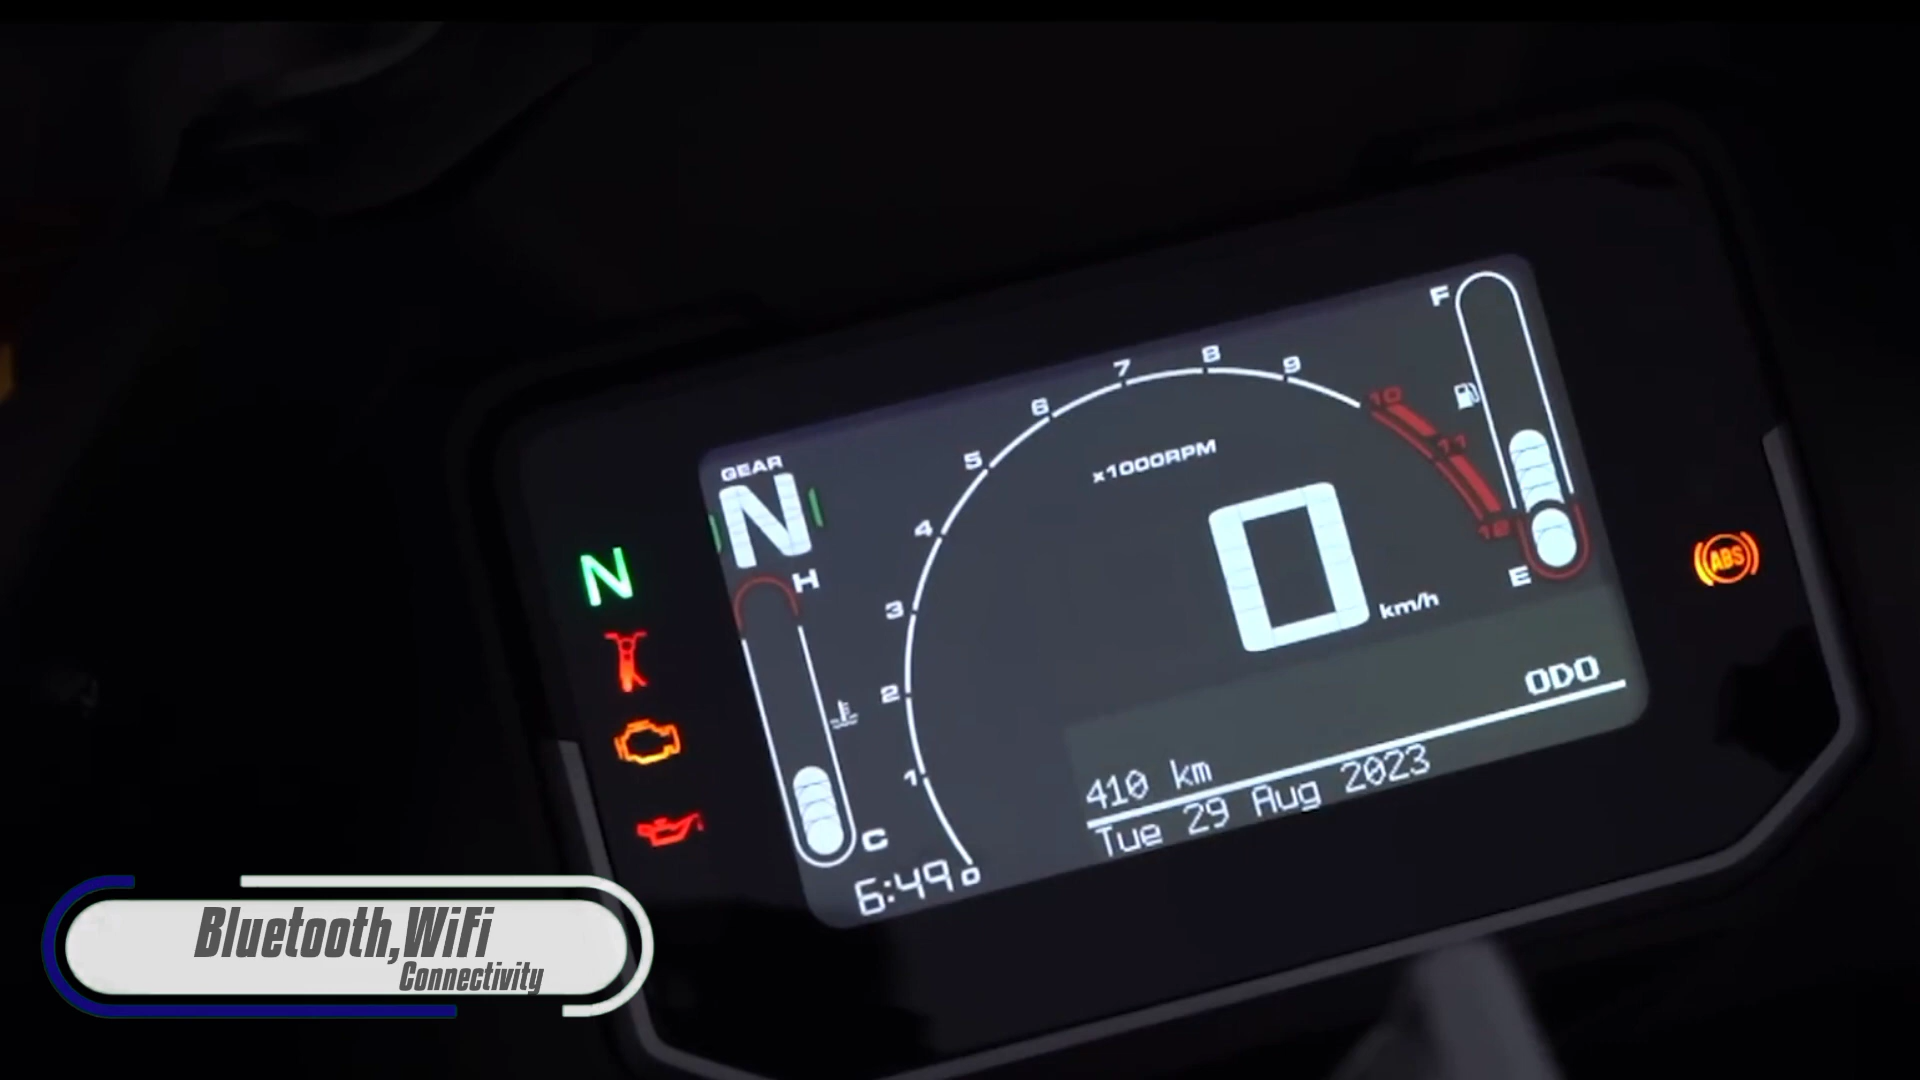 GEAR
N
N
H
C
6:49
0
1
2
3
4
5
6
7
8
9
10
11
12
x1000RPM
0
km/h
F
E
ABS
ODO
410 km
Tue 29 Aug 2023
Bluetooth,WiFi
Connectivity